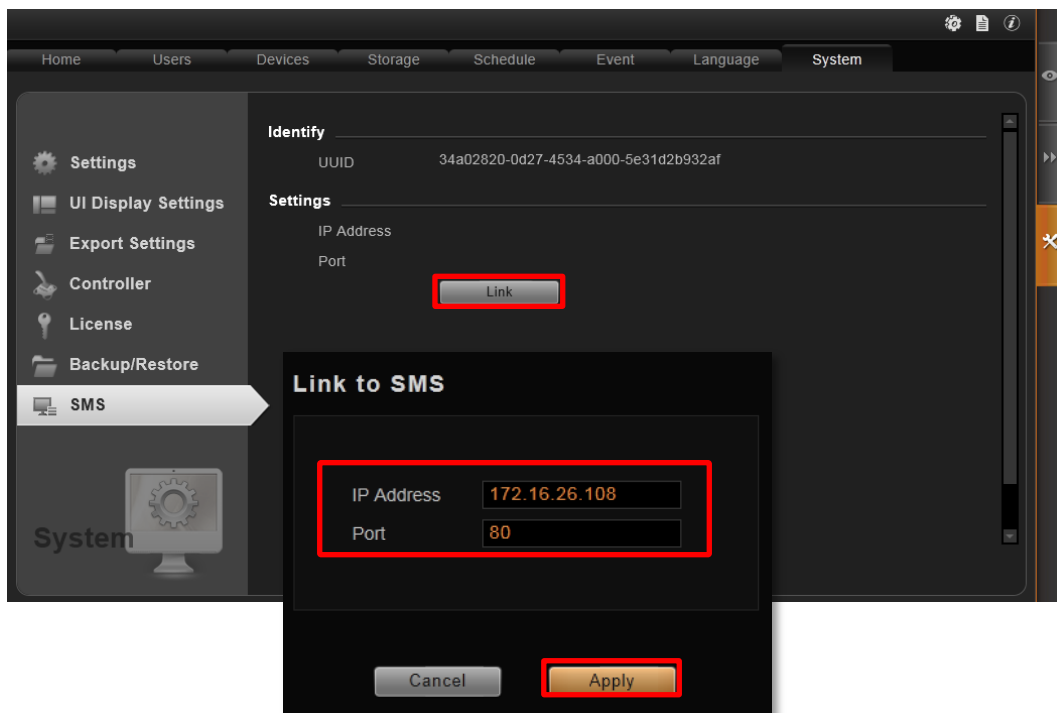 Home Users Devices Storage Schedule Event Language System
Identify
UUID 34a02820-0d27-4534-a000-5e31d2b932af
Settings
IP Address
Port
Link
Settings
UI Display Settings
Export Settings
Controller
License
Backup/Restore
SMS
System
Link to SMS
IP Address 172.16.26.108
Port 80
Cancel Apply